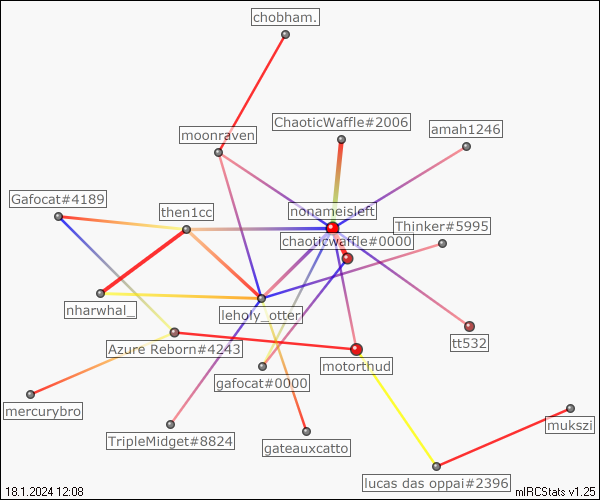 chobham.
ChaoticWaffle#2006
moonraven
amah1246
Gafocat#4189
then1cc
nonameisleft
Thinker#5995
chaoticwaffle#0000
nharwhal_
leholy_otter
Azure Reborn#4243
tt532
motorthud
gafocat#0000
mercurybro
mukszi
TripleMidget#8824
gateauxcatto
lucas das oppai#2396
18.1.2024 12:08
mIRCStats v1.25